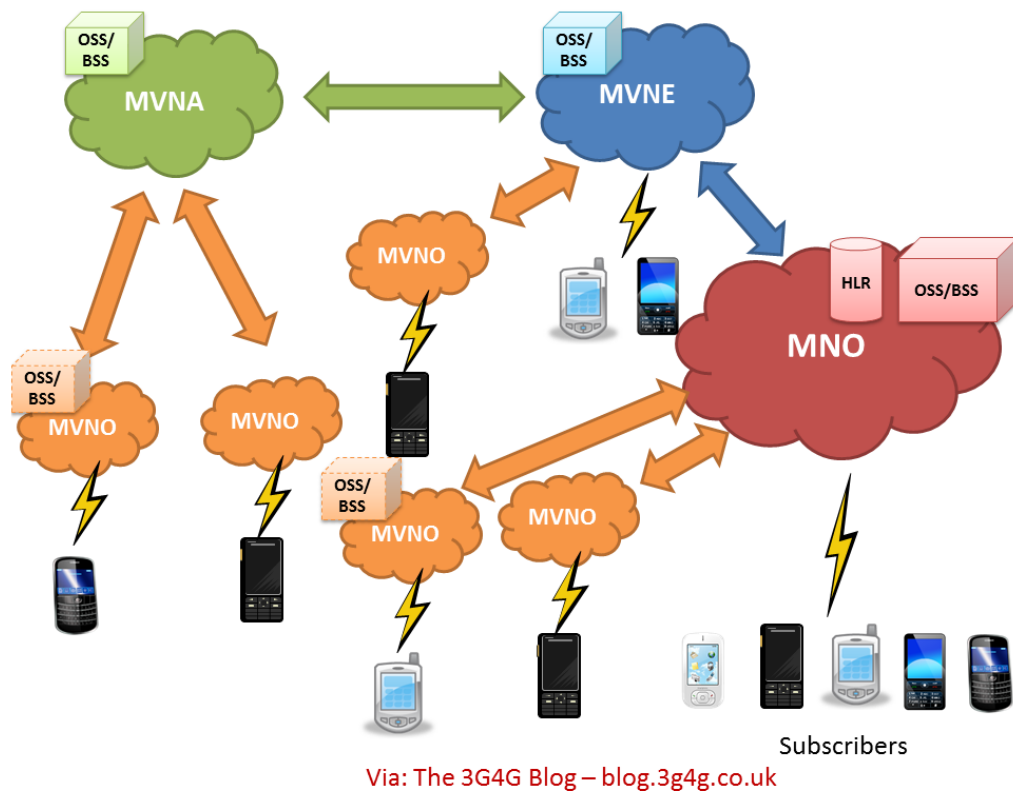 OSS/
BSS
MVNA
OSS/
BSS
MVNE
MVNO
HLR
OSS/BSS
MNO
OSS/
BSS
MVNO
MVNO
OSS/
BSS
MVNO
MVNO
Subscribers
Via: The 3G4G Blog – blog.3g4g.co.uk